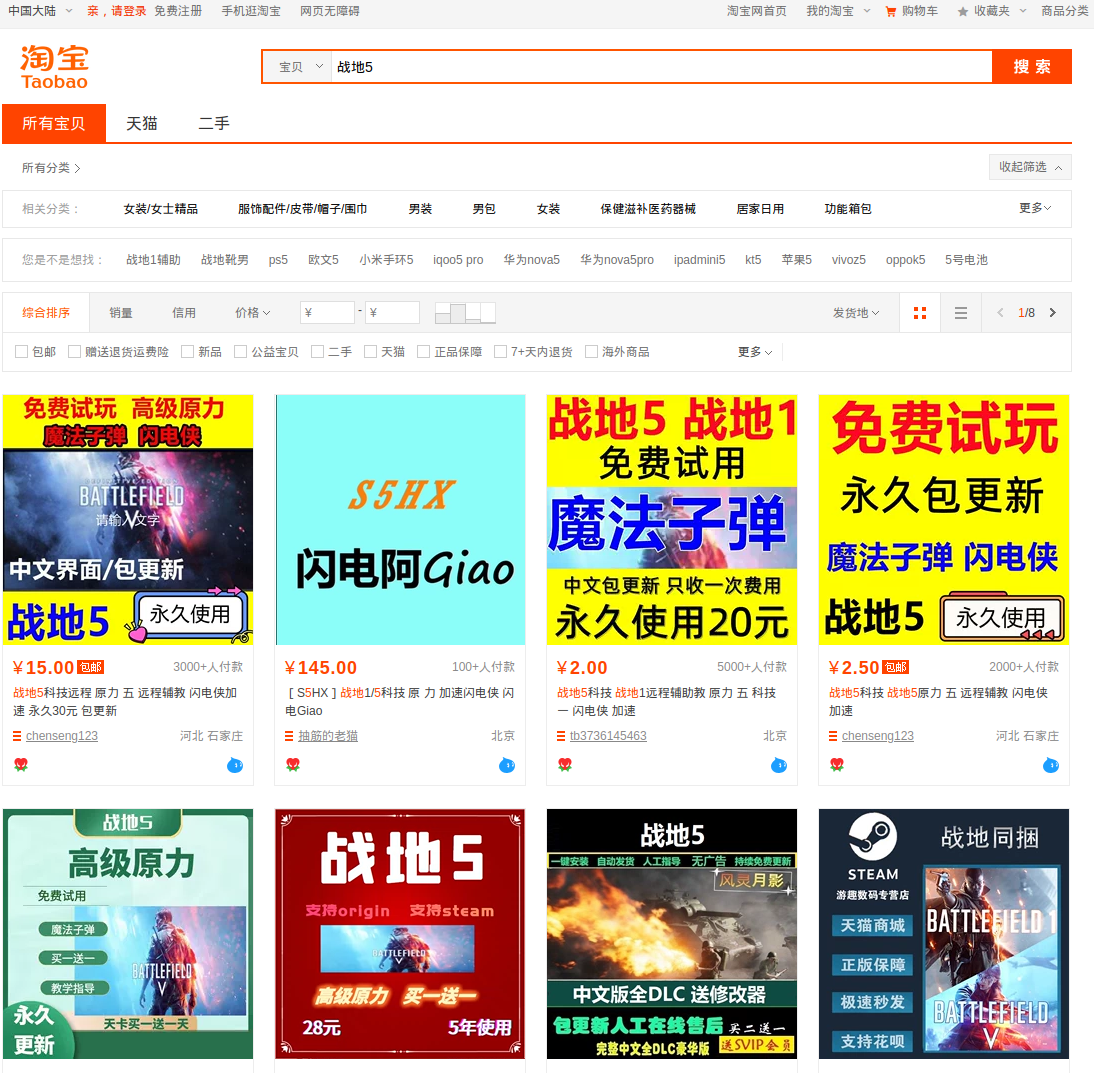 中国大陆 亲，请登录 免费注册 手机逛淘宝 网页无障碍 淘宝网首页 我的淘宝 购物车 收藏夹 商品分类
淘宝
Taobao
宝贝 战地5 搜 索
所有宝贝 天猫 二手
所有分类
收起筛选
相关分类： 女装/女士精品 服饰配件/皮带/帽子/围巾 男装 男包 女装 保健滋补医药器械 居家日用 功能箱包 更多
您是不是想找： 战地1辅助 战地靴男 ps5 欧文5 小米手环5 iqoo5 pro 华为nova5 华为nova5pro ipadmini5 kt5 苹果5 vivoz5 oppok5 5号电池
综合排序 销量 信用 价格 ¥ - ¥ 发货地 1/8
包邮 赠送退货运费险 新品 公益宝贝 二手 天猫 正品保障 7+天内退货 海外商品 更多
免费试玩 高级原力
魔法子弹 闪电侠
BATTLEFIELD
请输入文字
V
中文界面/包更新
战地5 永久使用
¥15.00 包邮 3000+人付款
战地5科技远程 原力 五 远程辅教 闪电侠加
速 永久30元 包更新
chenseng123 河北 石家庄
S5HX
闪电阿Giao
¥145.00 100+人付款
［S5HX］战地1/5科技 原 力 加速闪电侠 闪
电Giao
抽筋的老猫 北京
战地5 战地1
免费试用
魔法子弹
中文包更新 只收一次费用
永久使用20元
¥2.00 5000+人付款
战地5科技 战地1远程辅助教 原力 五 科技
一 闪电侠 加速
tb3736145463 北京
免费试玩
永久包更新
魔法子弹 闪电侠
战地5 永久使用
¥2.50 包邮 2000+人付款
战地5科技 战地5原力 五 远程辅教 闪电侠
加速
chenseng123 河北 石家庄
战地5
高级原力
免费试用
魔法子弹
买一送一
教学指导
BATTLEFIELD
V
永久
更新
天卡买一送一天
战地5
支持origin 支持steam
BATTLEFIELD
V
高级原力 买一送一
28元 5年使用
战地5
一键安装 自动发货 人工指导 无广告 持续免费更新
风灵月影
中文版全DLC 送修改器
包更新人工在线售后 买二送一
完整中文全DLC豪华版 送SVIP会员
STEAM
游趣数码专营店
天猫商城
正版保障
极速秒发
支持花呗
战地同捆
BATTLEFIELD 1
BATTLEFIELD
V